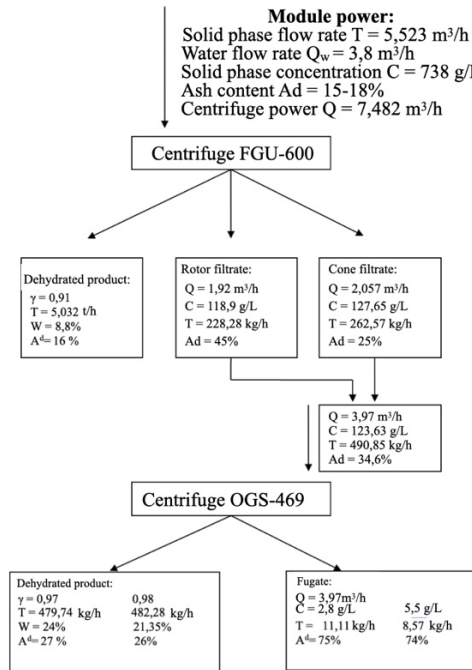 Module power:
Solid phase flow rate T = 5,523 m³/h
Water flow rate Qw = 3,8 m³/h
Solid phase concentration C = 738 g/l
Ash content Ad = 15-18%
Centrifuge power Q = 7,482 m³/h
Centrifuge FGU-600
Dehydrated product:
γ = 0,91
T = 5,032 t/h
W = 8,8%
Aᵈ= 16 %
Rotor filtrate:
Q = 1,92 m³/h
C = 118,9 g/L
T = 228,28 kg/h
Ad = 45%
Cone filtrate:
Q = 2,057 m³/h
C = 127,65 g/L
T = 262,57 kg/h
Ad = 25%
Q = 3,97 m³/h
C = 123,63 g/L
T = 490,85 kg/h
Ad = 34,6%
Centrifuge OGS-469
Dehydrated product:
γ = 0,97 0,98
T = 479,74 kg/h 482,28 kg/h
W = 24% 21,35%
Aᵈ= 27 % 26%
Fugate:
Q = 3,97m³/h
C = 2,8 g/L 5,5 g/L
T = 11,11 kg/h 8,57 kg/h
Aᵈ= 75% 74%